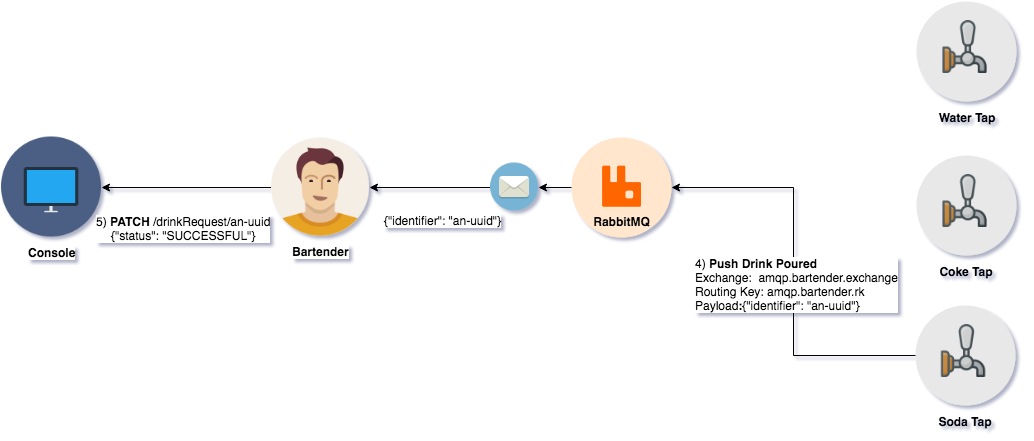 Water Tap
5) PATCH /drinkRequest/an-uuid
{"status": "SUCCESSFUL"}
Console
Bartender
{"identifier": "an-uuid"}
RabbitMQ
4) Push Drink Poured
Exchange:  amqp.bartender.exchange
Routing Key: amqp.bartender.rk
Payload:{"identifier": "an-uuid"}
Coke Tap
Soda Tap